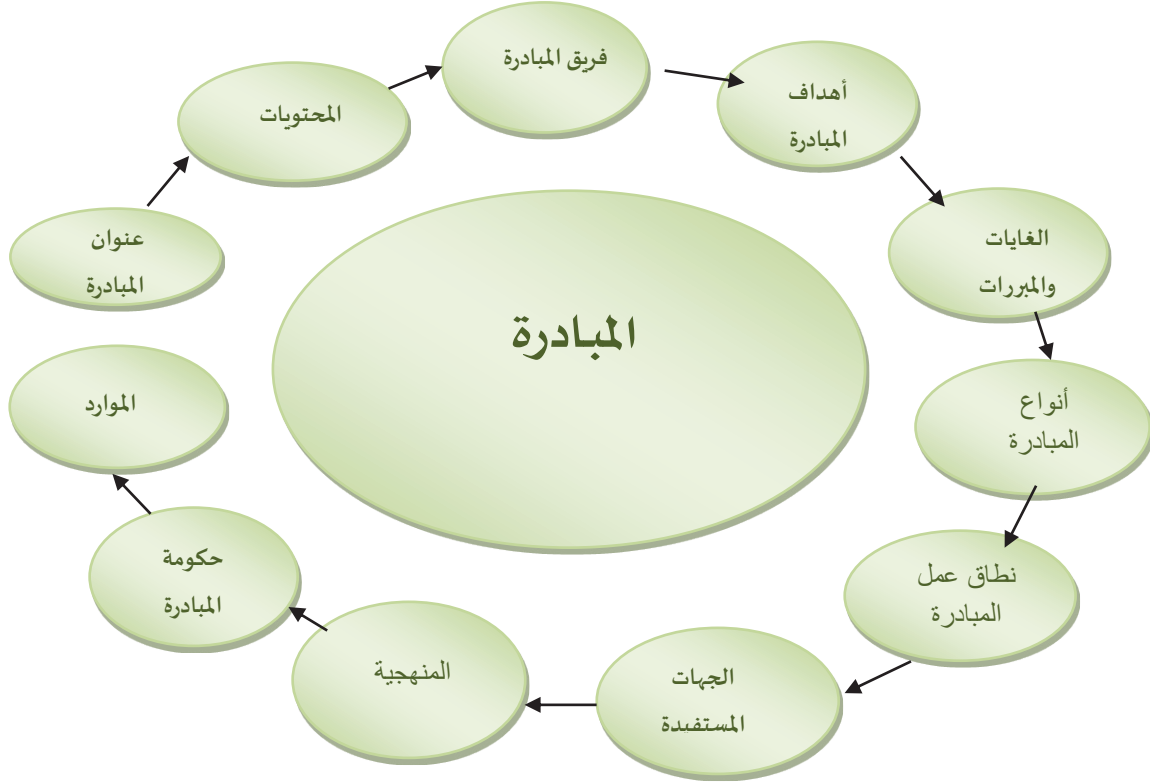 فريق المبادرة
أهداف
المبادرة
المحتويات
الغايات
والمبررات
عنوان
المبادرة
المبادرة
الموارد
أنواع
المبادرة
حكومة
المبادرة
نطاق عمل
المبادرة
المنهجية
الجهات
المستفيدة